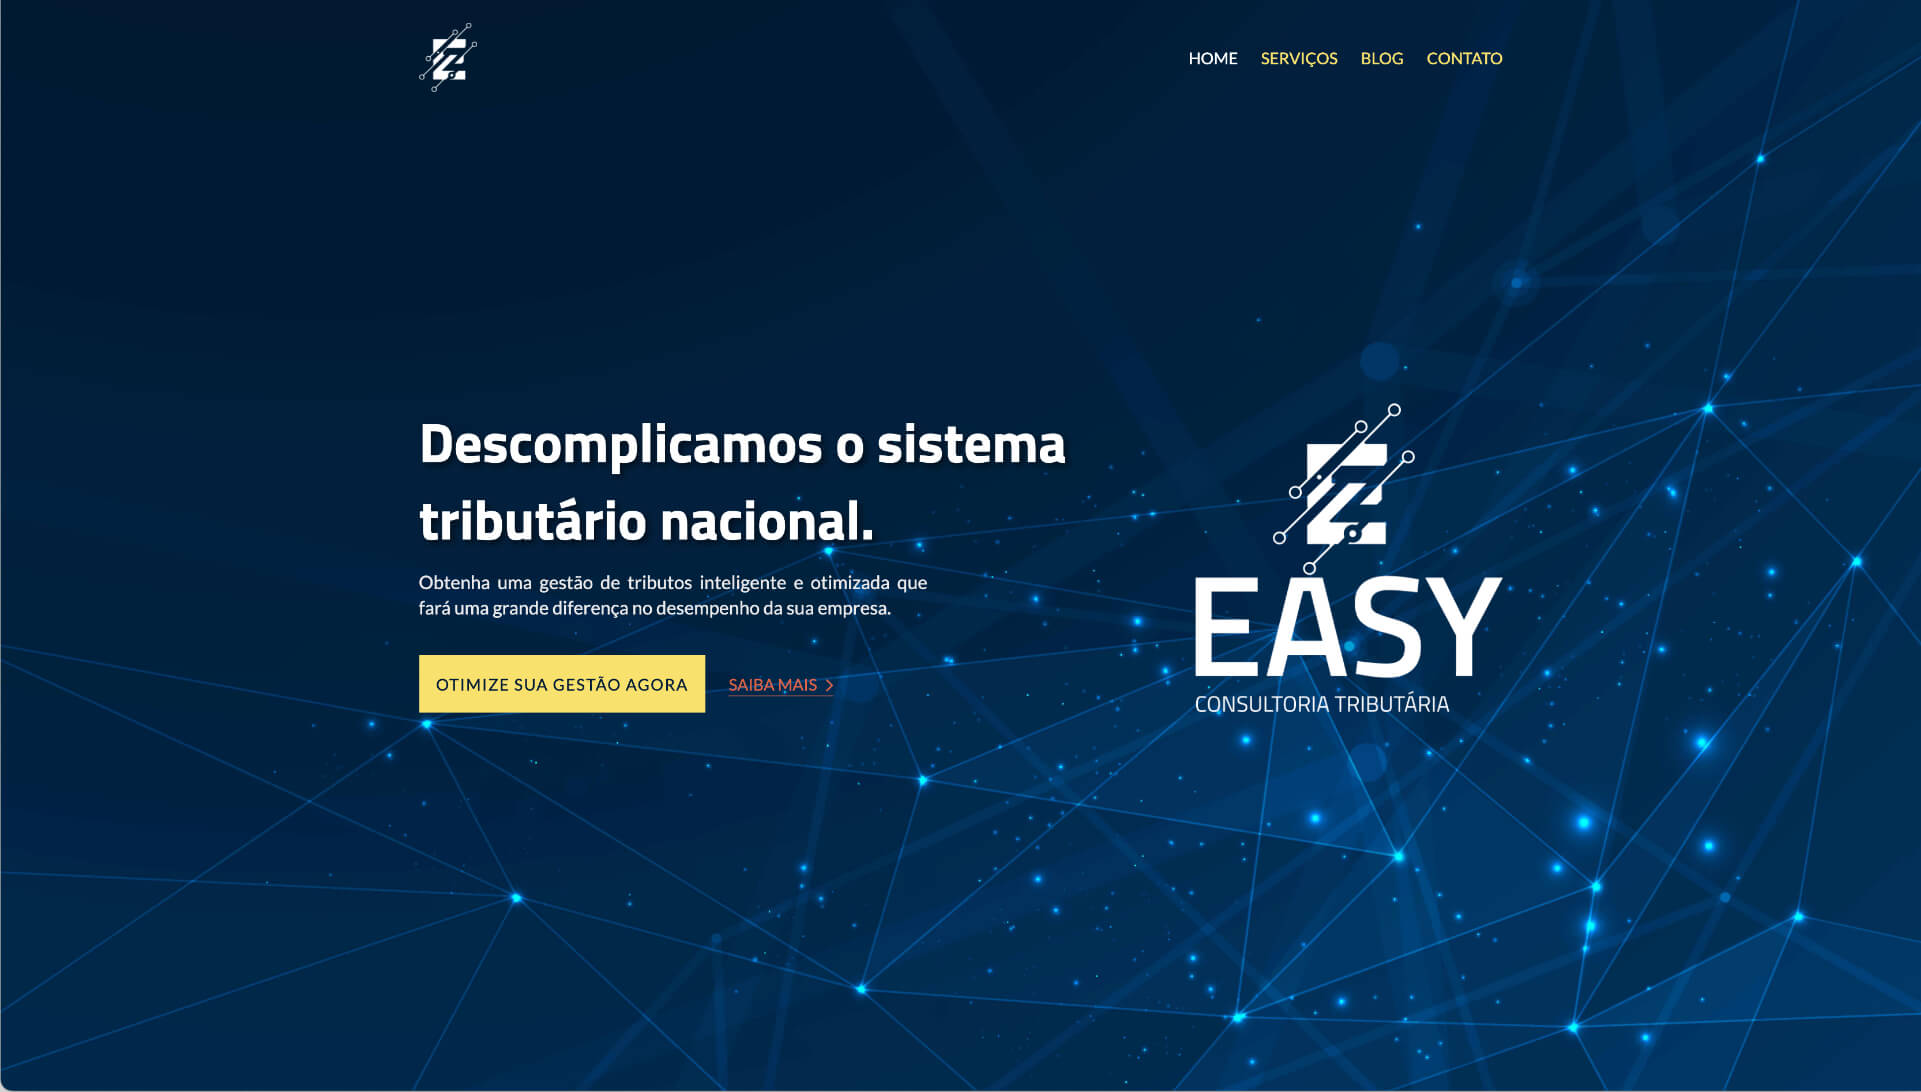 HOME SERVIÇOS BLOG CONTATO
Descomplicamos o sistema
tributário nacional.
Obtenha uma gestão de tributos inteligente e otimizada que
fará uma grande diferença no desempenho da sua empresa.
OTIMIZE SUA GESTÃO AGORA
SAIBA MAIS >
E
EASY
CONSULTORIA TRIBUTÁRIA